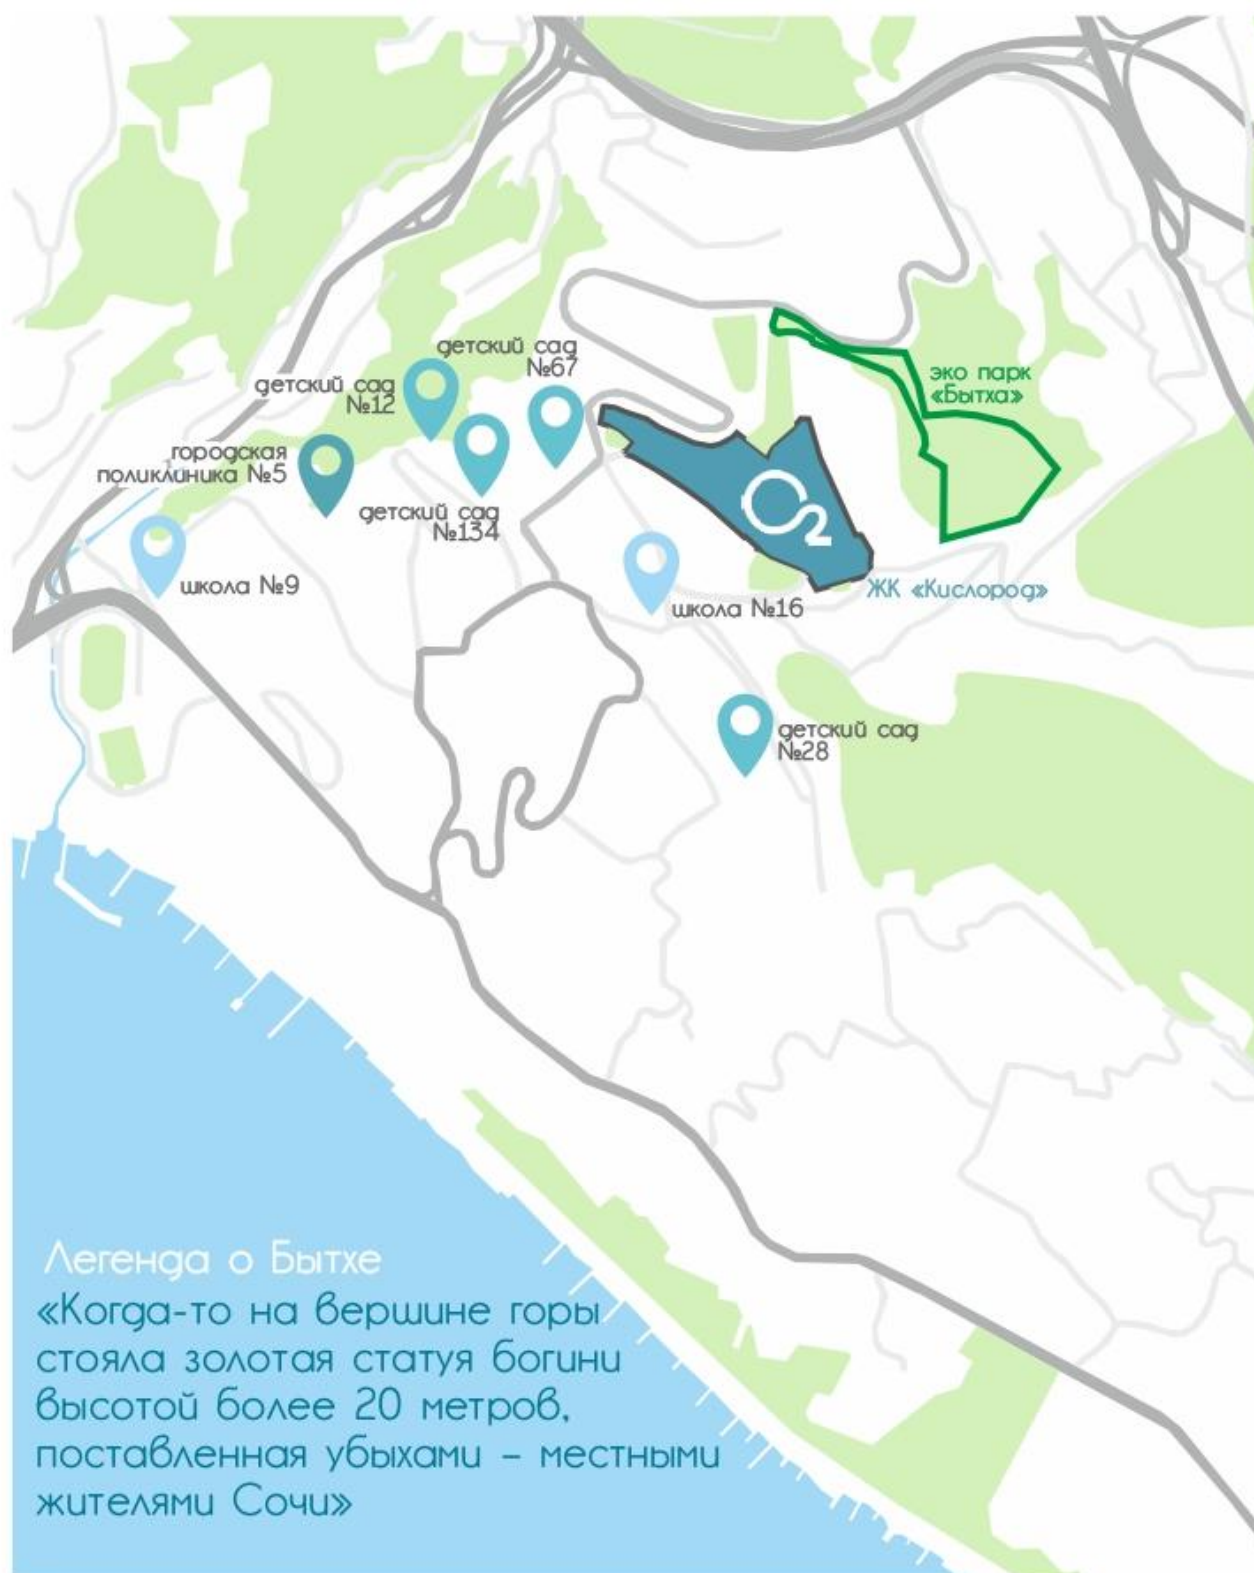 детский сад
№67
детский сад
№12
эко парк
«Бытха»
городская
поликлиника №5
детский сад
№134
O2
школа №9
ЖК «Кислород»
школа №16
детский сад
№28
Легенда о Бытхе
«Когда-то на вершине горы
стояла золотая статуя богини
высотой более 20 метров,
поставленная убыхами – местными
жителями Сочи»